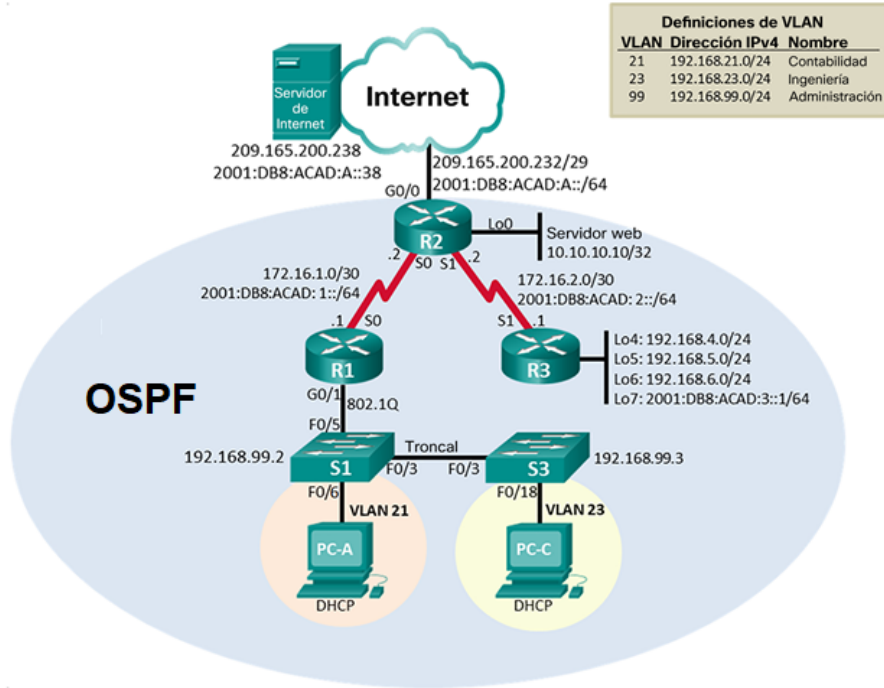 Definiciones de VLAN
VLAN Dirección IPv4 Nombre
21 192.168.21.0/24 Contabilidad
23 192.168.23.0/24 Ingeniería
99 192.168.99.0/24 Administración
Servidor
de
Internet
Internet
209.165.200.238
2001:DB8:ACAD:A::38
209.165.200.232/29
2001:DB8:ACAD:A::/64
G0/0
R2
Lo0
Servidor web
10.10.10.10/32
.2
S0
S1
.2
172.16.1.0/30
2001:DB8:ACAD: 1::/64
172.16.2.0/30
2001:DB8:ACAD: 2::/64
.1
S0
S1
.1
R1
R3
Lo4: 192.168.4.0/24
Lo5: 192.168.5.0/24
Lo6: 192.168.6.0/24
Lo7: 2001:DB8:ACAD:3::1/64
OSPF
G0/1
802.1Q
F0/5
192.168.99.2
S1
Troncal
F0/3
F0/3
S3
192.168.99.3
F0/6
F0/18
VLAN 21
VLAN 23
PC-A
PC-C
DHCP
DHCP